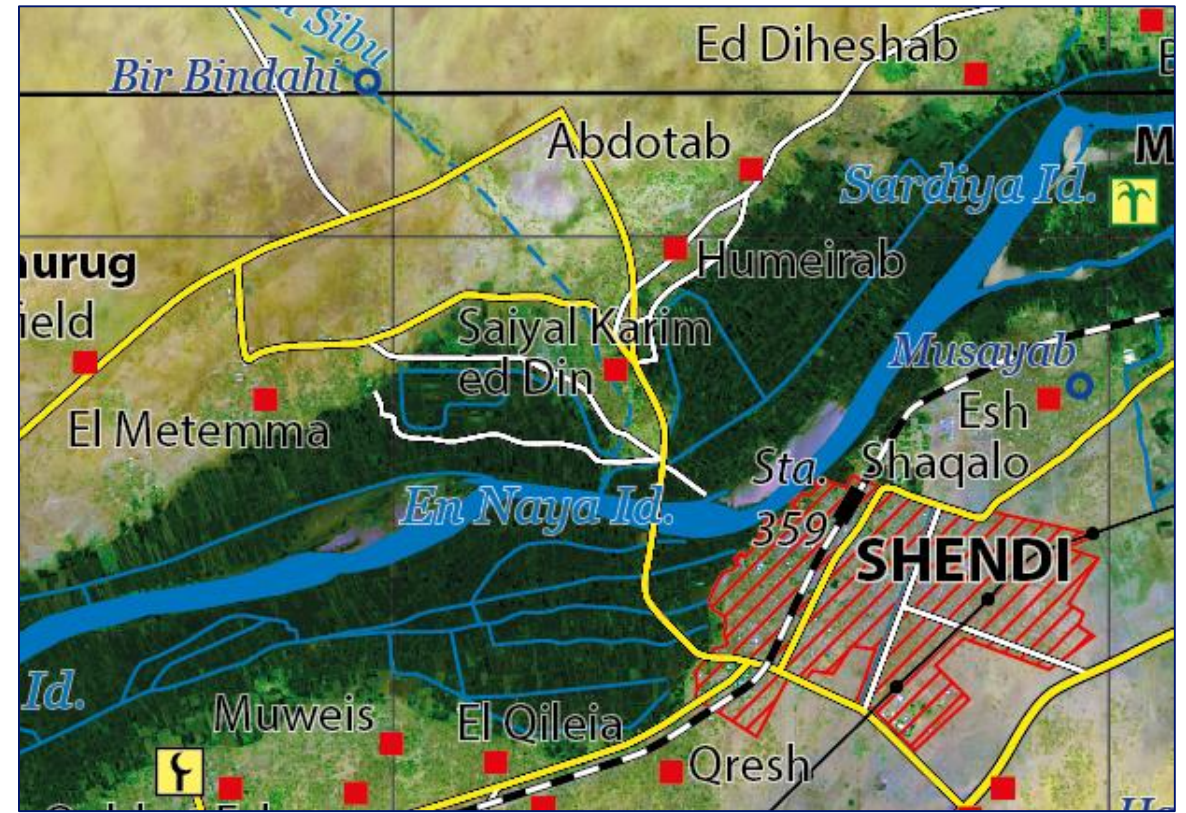 Sibu
Ed Diheshab
Bir Bindahi
Abdotab
M
Sardiya Id.
Humeirab
urug
ield
Saiyal Karim
ed Din
Musayab
El Metemma
Esh
Shaqalo
Sta.
359
En Naya Id.
SHENDI
Id.
Muweis
El Qileia
Qresh